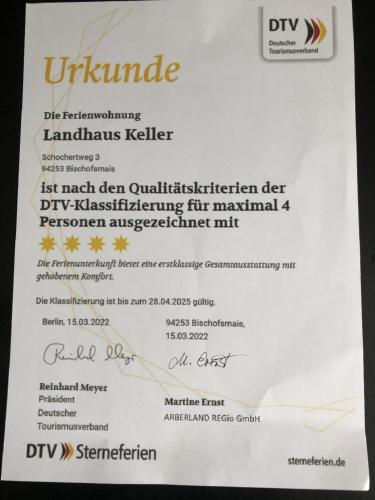 DTV
Deutscher
Tourismusverband
Urkunde
Die Ferienwohnung
Landhaus Keller
Schochertweg 3
94253 Bischofsmais
ist nach den Qualitätskriterien der
DTV-Klassifizierung für maximal 4
Personen ausgezeichnet mit
Die Ferienunterkunft bietet eine erstklassige Gesamtausstattung mit
gehobenem Komfort.
Die Klassifizierung ist bis zum 28.04.2025 gültig.
Berlin, 15.03.2022
94253 Bischofsmais,
15.03.2022
Reinhard Meyer
M. Ernst
Reinhard Meyer
Präsident
Deutscher
Tourismusverband
Martine Ernst
ARBERLAND REGio GmbH
DTV Sterneferien
sterneferien.de